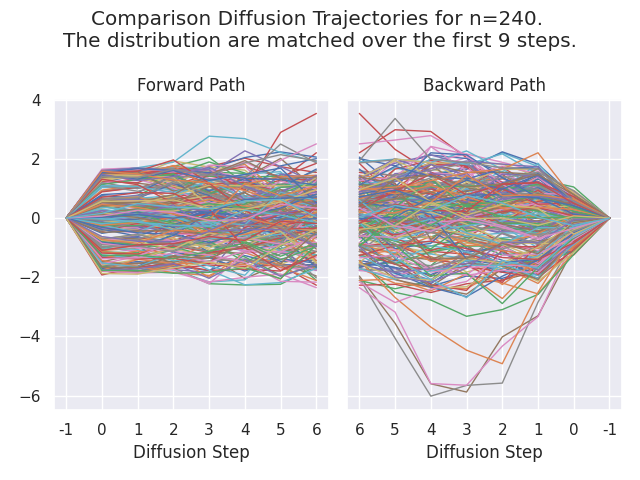 Comparison Diffusion Trajectories for n=240.
The distribution are matched over the first 9 steps.
Forward Path
Backward Path
4
2
0
−2
−4
−6
-1 0 1 2 3 4 5 6
6 5 4 3 2 1 0 -1
Diffusion Step
Diffusion Step